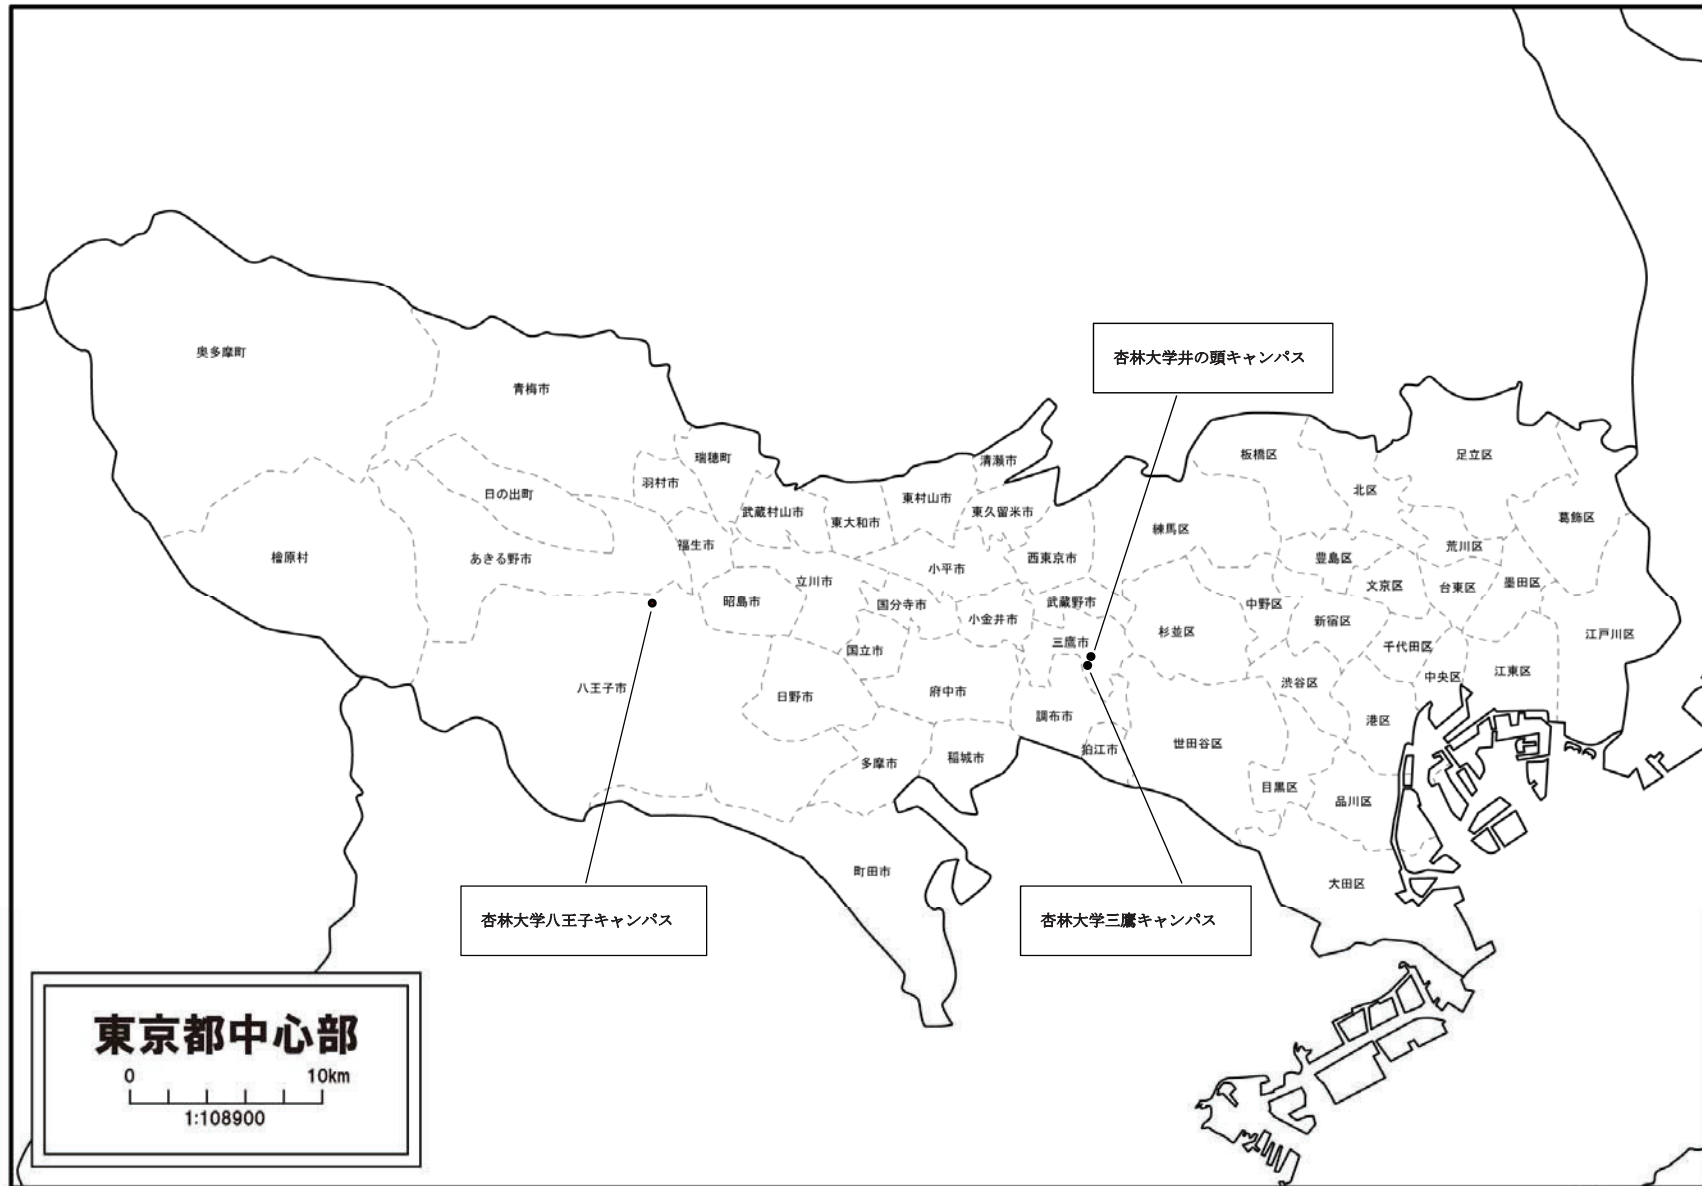 杏林大学井の頭キャンパス
奥多摩町
青梅市
清瀬市
瑞穂町
板橋区
足立区
羽村市
日の出町
東村山市
北区
武蔵村山市
東大和市
東久留米市
葛飾区
練馬区
福生市
荒川区
檜原村
あきる野市
西東京市
豊島区
小平市
立川市
文京区
台東区
墨田区
昭島市
国分寺市
武蔵野市
中野区
小金井市
新宿区
杉並区
江戸川区
三鷹市
千代田区
国立市
江東区
中央区
渋谷区
八王子市
府中市
日野市
調布市
港区
世田谷区
狛江市
稲城市
多摩市
目黒区
品川区
町田市
大田区
杏林大学八王子キャンパス
杏林大学三鷹キャンパス
東京都中心部
0 10km
1:108900